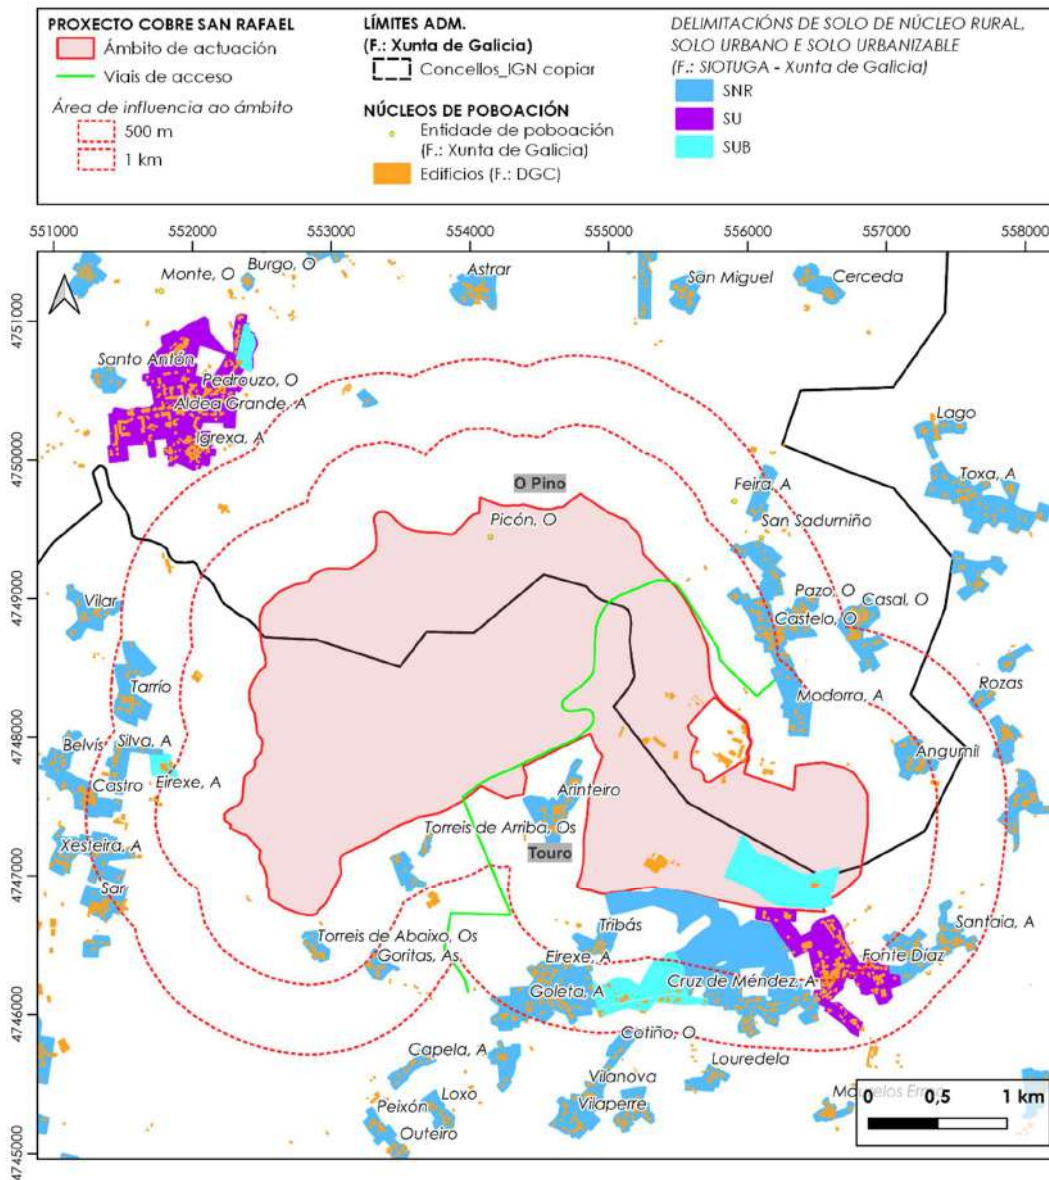 PROXECTO COBRE SAN RAFAEL
Ámbito de actuación
Viais de acceso
Área de influencia ao ámbito
500 m
1 km
LÍMITES ADM.
(F.: Xunta de Galicia)
Concellos_IGN copiar
NÚCLEOS DE POBOACIÓN
Entidade de poboación
(F.: Xunta de Galicia)
Edificios (F.: DGC)
DELIMITACIÓNS DE SOLO DE NÚCLEO RURAL,
SOLO URBANO E SOLO URBANIZABLE
(F.: SIOTUGA - Xunta de Galicia)
SNR
SU
SUB
551000
552000
553000
554000
555000
556000
557000
558000
4751000
4750000
4749000
4748000
4747000
4746000
4745000
Monte, O
Burgo, O
Astrar
San Miguel
Cerceda
Santo Antón
Pedrouzo, O
Aldea Grande, A
Igrexa, A
Lago
Toxa, A
O Pino
Feira, A
Picón, O
San Sadurniño
Vilar
Pazo, O
Casal, O
Castelo, O
Tarrío
Modorra, A
Rozas
Belvis
Silva, A
Angumil
Castro
Eirexe, A
Arinteiro
Torreis de Arriba, Os
Xesteira, A
Touro
Sar
Tribás
Santaia, A
Torreis de Abaixo, Os
Goritas, As
Eirexe, A
Fonte Díaz
Goleta, A
Cruz de Méndez, A
Cotiño, O
Capela, A
Louredela
Vilanova
Loxo
Peixón
Vilaperre
Outeiro
0
0,5
1 km